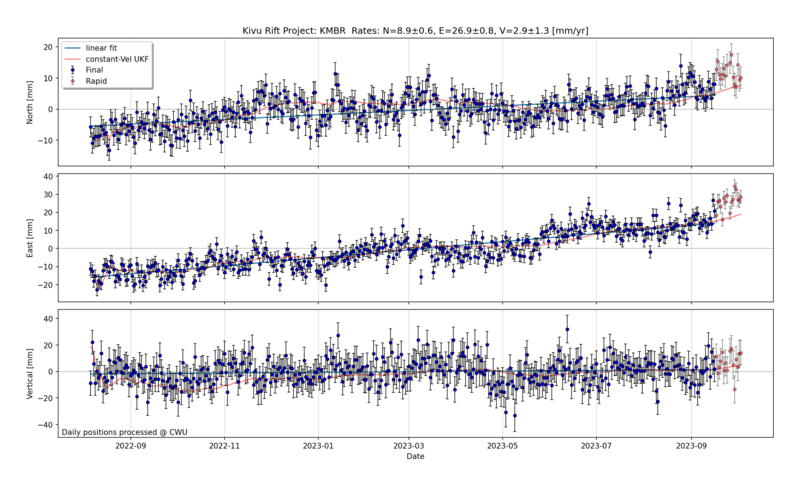 Kivu Rift Project: KMBR Rates: N=8.9±0.6, E=26.9±0.8, V=2.9±1.3 [mm/yr]
linear fit
constant-Vel UKF
Final
Rapid
North [mm]
20
10
0
−10
East [mm]
40
30
20
10
0
−10
−20
Vertical [mm]
40
20
0
−20
−40
Daily positions processed @ CWU
2022-09
2022-11
2023-01
2023-03
2023-05
2023-07
2023-09
Date